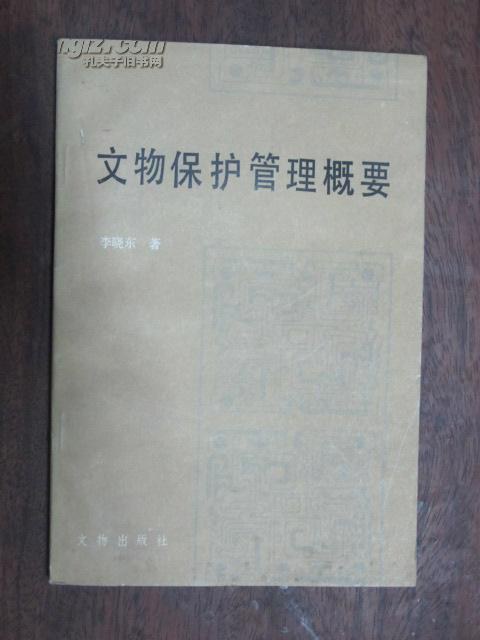 gjz.com
孔夫子旧书网
文物保护管理概要
李晓东 著
文物出版社